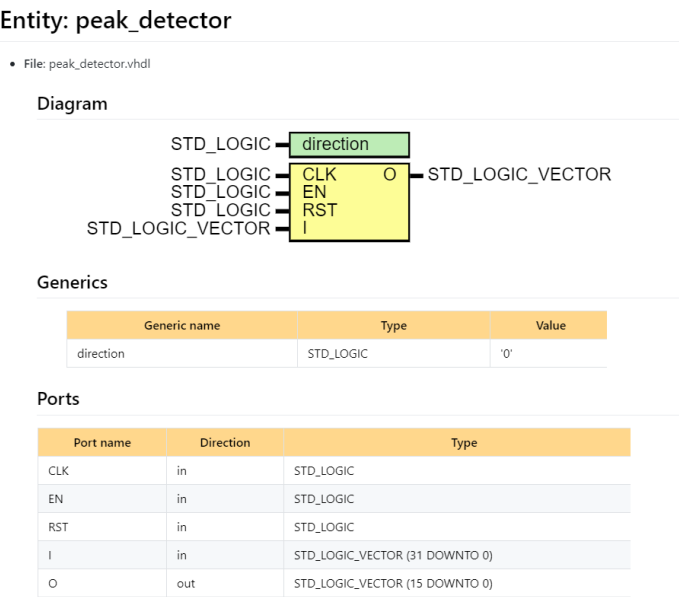 Entity: peak_detector
File: peak_detector.vhdl
Diagram
STD_LOGIC direction
STD_LOGIC CLK O STD_LOGIC_VECTOR
STD_LOGIC EN
STD_LOGIC RST
STD_LOGIC_VECTOR I
Generics
Generic name Type Value
direction STD_LOGIC '0'
Ports
Port name Direction Type
CLK in STD_LOGIC
EN in STD_LOGIC
RST in STD_LOGIC
I in STD_LOGIC_VECTOR (31 DOWNTO 0)
O out STD_LOGIC_VECTOR (15 DOWNTO 0)